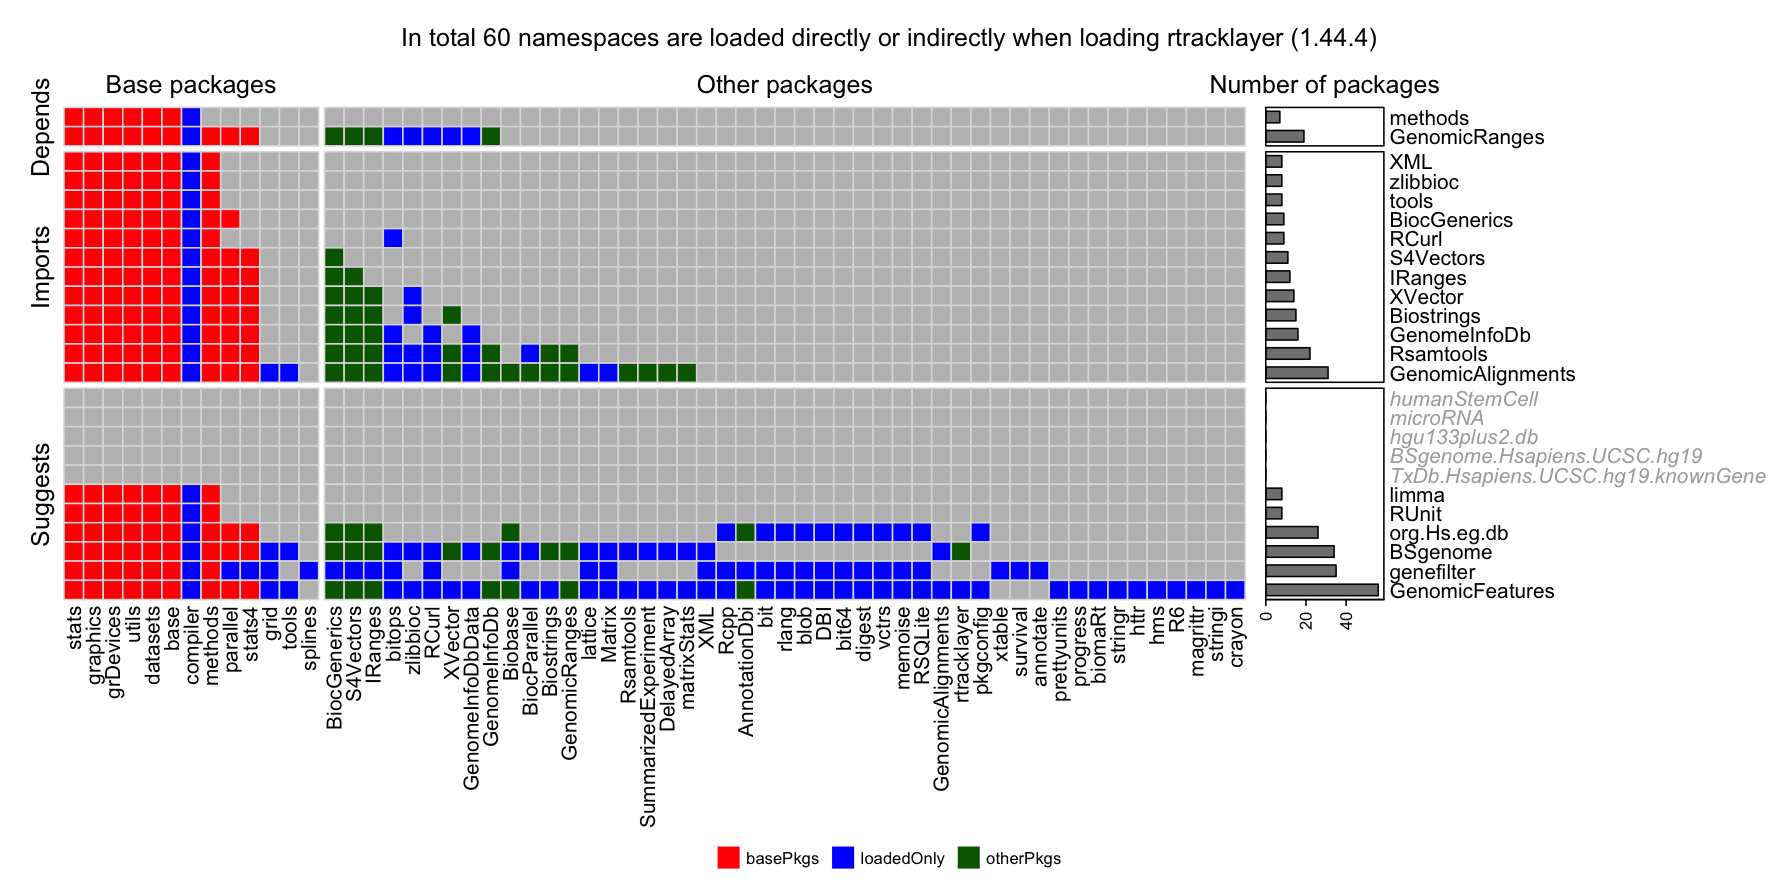 In total 60 namespaces are loaded directly or indirectly when loading rtracklayer (1.44.4)
Base packages
Other packages
Number of packages
Depends
methods
GenomicRanges
Imports
XML
zlibbioc
tools
BiocGenerics
RCurl
S4Vectors
IRanges
XVector
Biostrings
GenomeInfoDb
Rsamtools
GenomicAlignments
Suggests
humanStemCell
microRNA
hgu133plus2.db
BSgenome.Hsapiens.UCSC.hg19
TxDb.Hsapiens.UCSC.hg19.knownGene
limma
RUnit
org.Hs.eg.db
BSgenome
genefilter
GenomicFeatures
stats
graphics
grDevices
utils
datasets
base
compiler
methods
parallel
stats4
grid
tools
splines
BiocGenerics
S4Vectors
IRanges
bitops
zlibbioc
RCurl
XVector
GenomeInfoDbData
GenomeInfoDb
Biobase
BiocParallel
Biostrings
GenomicRanges
lattice
Matrix
Rsamtools
SummarizedExperiment
DelayedArray
matrixStats
XML
Rcpp
AnnotationDbi
bit
rlang
blob
DBI
bit64
digest
vctrs
memoise
RSQLite
GenomicAlignments
rtracklayer
pkgconfig
xtable
survival
annotate
prettyunits
progress
biomaRt
stringr
httr
hms
R6
magrittr
stringi
crayon
0
20
40
basePkgs
loadedOnly
otherPkgs